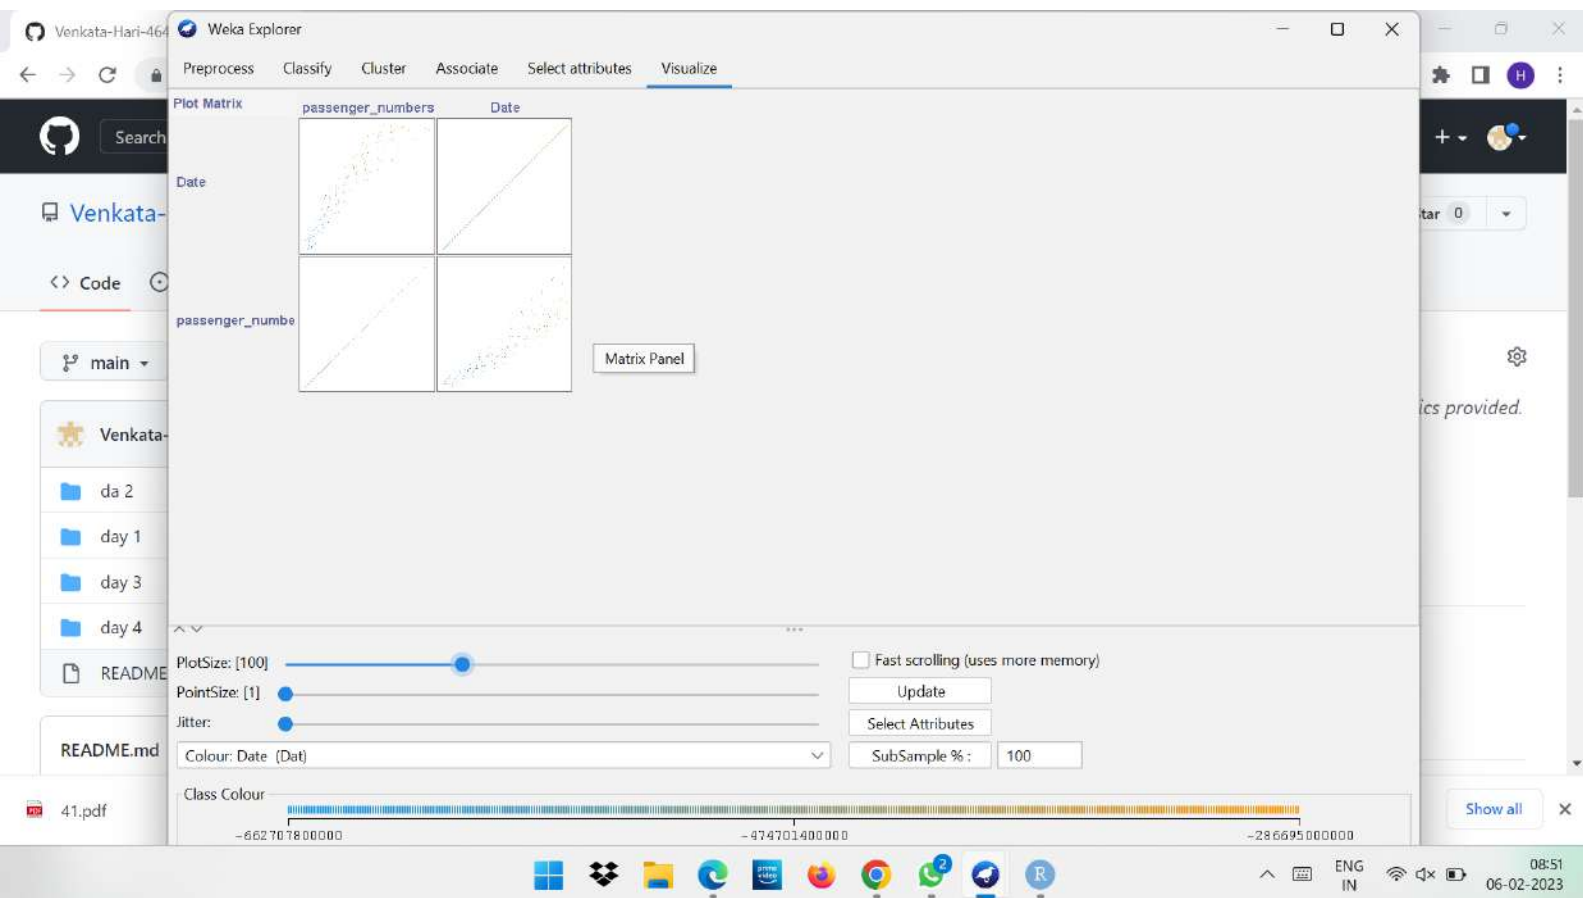 Venkata-Hari-464
Weka Explorer
Preprocess Classify Cluster Associate Select attributes Visualize
H
Plot Matrix passenger_numbers Date
Search
Date
Venkata-
tar 0
Code
passenger_numbe
Matrix Panel
main
ics provided.
Venkata-
da 2
day 1
day 3
day 4
PlotSize: [100]
Fast scrolling (uses more memory)
README
PointSize: [1]
Update
Jitter:
Select Attributes
README.md
Colour: Date (Dat)
SubSample % : 100
Class Colour
41.pdf
Show all
-662707800000 -474701400000 -286695000000
prime video
2
R
ENG
IN
08:51
06-02-2023